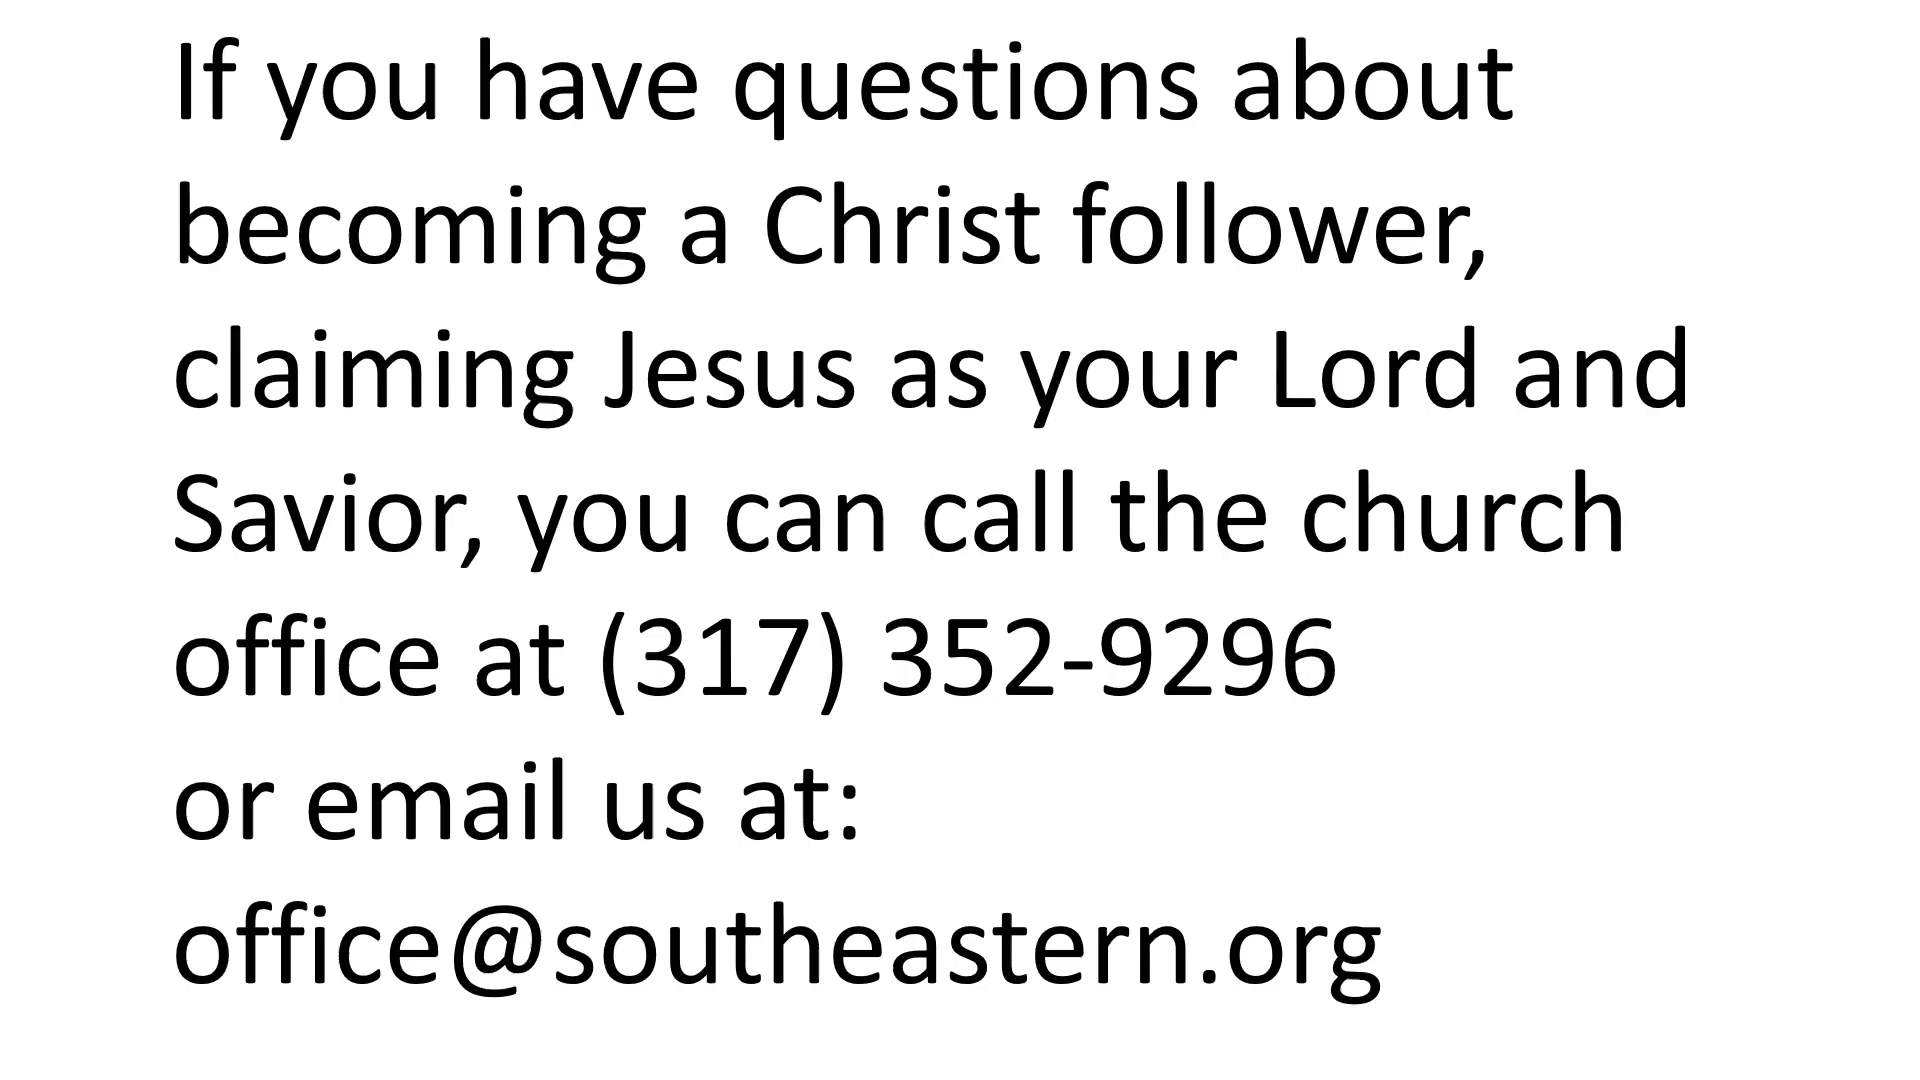 If you have questions about
becoming a Christ follower,
claiming Jesus as your Lord and
Savior, you can call the church
office at (317) 352-9296
or email us at:
office@southeastern.org